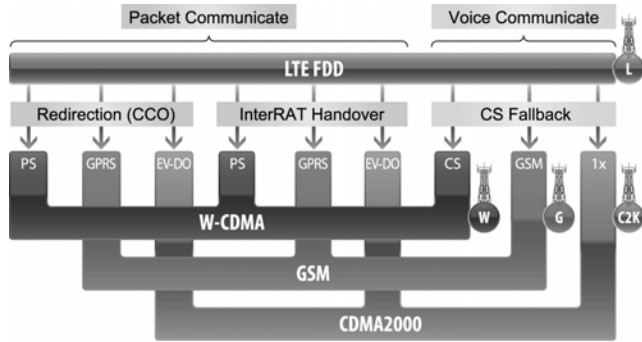 Packet Communicate
Voice Communicate
LTE FDD
L
Redirection (CCO)
InterRAT Handover
CS Fallback
PS
GPRS
EV-DO
PS
GPRS
EV-DO
CS
GSM
1x
W-CDMA
W
G
C2K
GSM
CDMA2000